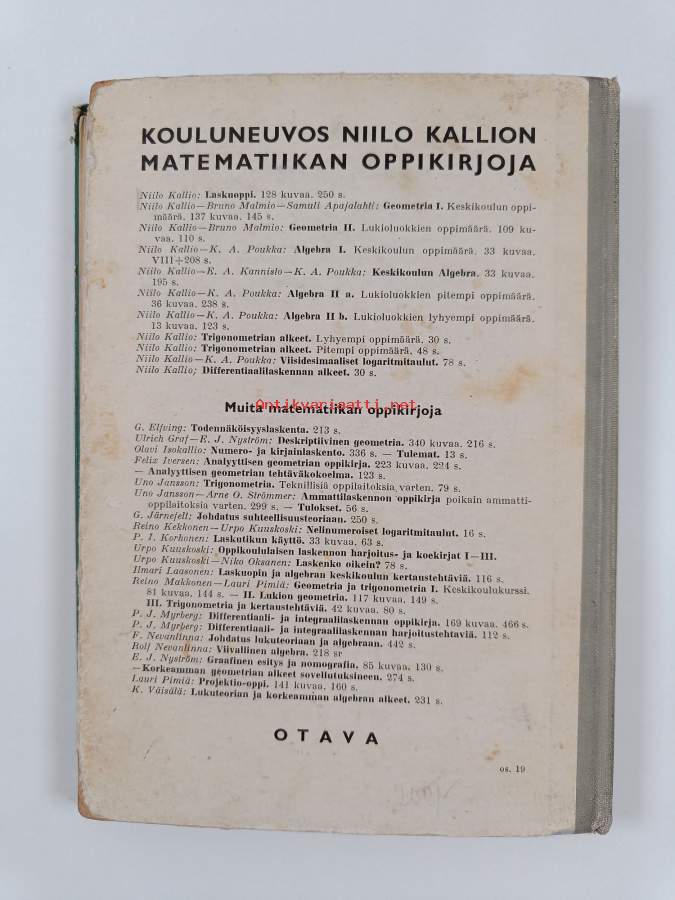 KOULUNEUVOS NIILO KALLION
MATEMATIIKAN OPPIKIRJOJA
Niilo Kallio: Laskuoppi. 128 kuvaa. 250 s.
Niilo Kallio—Bruno Malmio—Samuli Apajalahti: Geometria I. Keskikoulun oppi-
määrä. 137 kuvaa. 145 s.
Niilo Kallio—Bruno Malmio: Geometria II. Lukioluokkien oppimäärä. 109 ku-
vaa. 110 s.
Niilo Kallio—K. A. Poukka: Algebra I. Keskikoulun oppimäärä. 33 kuvaa.
VIII+208 s.
Niilo Kallio—E. A. Kannisto—K. A. Poukka: Keskikoulun Algebra. 33 kuvaa.
195 s.
Niilo Kallio—K. A. Poukka: Algebra II a. Lukioluokkien pitempi oppimäärä.
36 kuvaa. 238 s.
Niilo Kallio—K. A. Poukka: Algebra II b. Lukioluokkien lyhyempi oppimäärä.
13 kuvaa. 123 s.
Niilo Kallio: Trigonometrian alkeet. Lyhyempi oppimäärä. 30 s.
Niilo Kallio: Trigonometrian alkeet. Pitempi oppimäärä. 48 s.
Niilo Kallio—K. A. Poukka: Viisidesimaaliset logaritmitaulut. 78 s.
Niilo Kallio; Differentiaalilaskennan alkeet. 30 s.
Antikvariaatti.net
Muita matematiikan oppikirjoja
G. Elfving: Todennäköisyyslaskenta. 213 s.
Ulrich Graf—E. J. Nyström: Deskriptiivinen geometria. 340 kuvaa. 216 s.
Olavi Isokallio: Numero- ja kirjainlaskento. 336 s. — Tulemat. 13 s.
Felix Iversen: Analyyttisen geometrian oppikirja. 223 kuvaa. 224 s.
— Analyyttisen geometrian tehtäväkokoelma. 123 s.
Uno Jansson: Trigonometria. Teknillisiä oppilaitoksia varten. 79 s.
Uno Jansson—Arne O. Strömmer: Ammattilaskennon oppikirja poikain ammatti-
oppilaitoksia varten. 299 s. — Tulokset. 56 s.
G. Järnefelt: Johdatus suhteellisuusteoriaan. 250 s.
Reino Kekkonen—Urpo Kuuskoski: Nelinumeroiset logaritmitaulut. 16 s.
P. I. Korhonen: Laskutikun käyttö. 33 kuvaa. 63 s.
Urpo Kuuskoski: Oppikoululaisen laskennon harjoitus- ja koekirjat I—III.
Urpo Kuuskoski—Niko Oksanen: Laskenko oikein? 78 s.
Ilmari Laasonen: Laskuopin ja algebran keskikoulun kertaustehtäviä. 116 s.
Reino Makkonen—Lauri Pimiä: Geometria ja trigonometria I. Keskikoulukurssi.
81 kuvaa. 144 s. — II. Lukion geometria. 117 kuvaa. 149 s.
III. Trigonometria ja kertaustehtäviä. 42 kuvaa. 80 s.
P. J. Myrberg: Differentiaali- ja integraalilaskennan oppikirja. 169 kuvaa. 466 s.
P. J. Myrberg: Differentiaali- ja integraalilaskennan harjoitustehtaviä. 112 s.
F. Nevanlinna: Johdatus lukuteoriaan ja algebraan. 442 s.
Rolf Nevanlinna: Viivallinen algebra. 218 sr
E. J. Nyström: Graafinen esitys ja nomografia. 85 kuvaa. 130 s.
—Korkeamman geometrian alkeet sovellutuksineen. 274 s.
Lauri Pimiä: Projektio-oppi. 141 kuvaa. 160 s.
K. Väisälä: Lukuteorian ja korkeamman algebran alkeet. 231 s.
OTAVA
os. 19